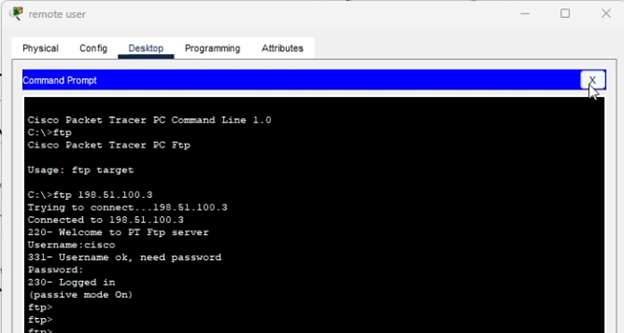 remote user
Physical Config Desktop Programming Attributes
Command Prompt X
Cisco Packet Tracer PC Command Line 1.0
C:\>ftp
Cisco Packet Tracer PC Ftp
Usage: ftp target
C:\>ftp 198.51.100.3
Trying to connect...198.51.100.3
Connected to 198.51.100.3
220- Welcome to PT Ftp server
Username:cisco
331- Username ok, need password
Password:
230- Logged in
(passive mode On)
ftp>
ftp>
ftp>